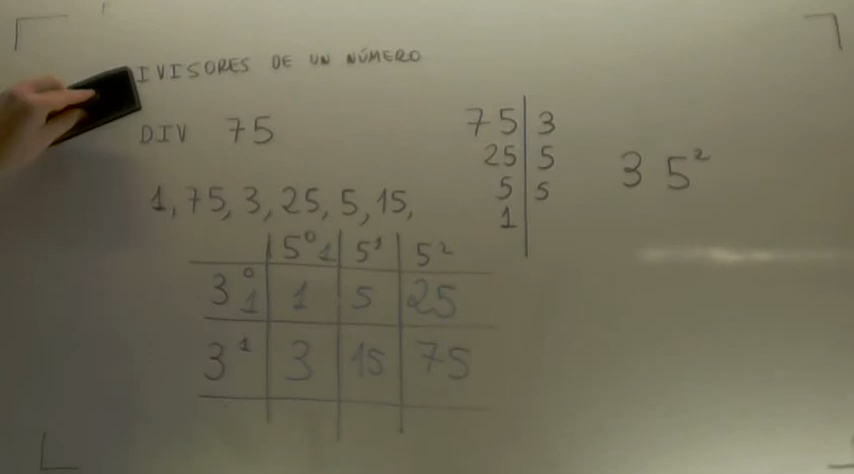 IVISORES DE UN NÚMERO
DIV 75
1, 75, 3, 25, 5, 15,
75 | 3
25 | 5
5 | 5
1 |
3 5²
5⁰ 1 | 5¹ | 5²
3⁰ 1 | 1 | 5 | 25
3¹ | 3 | 15 | 75